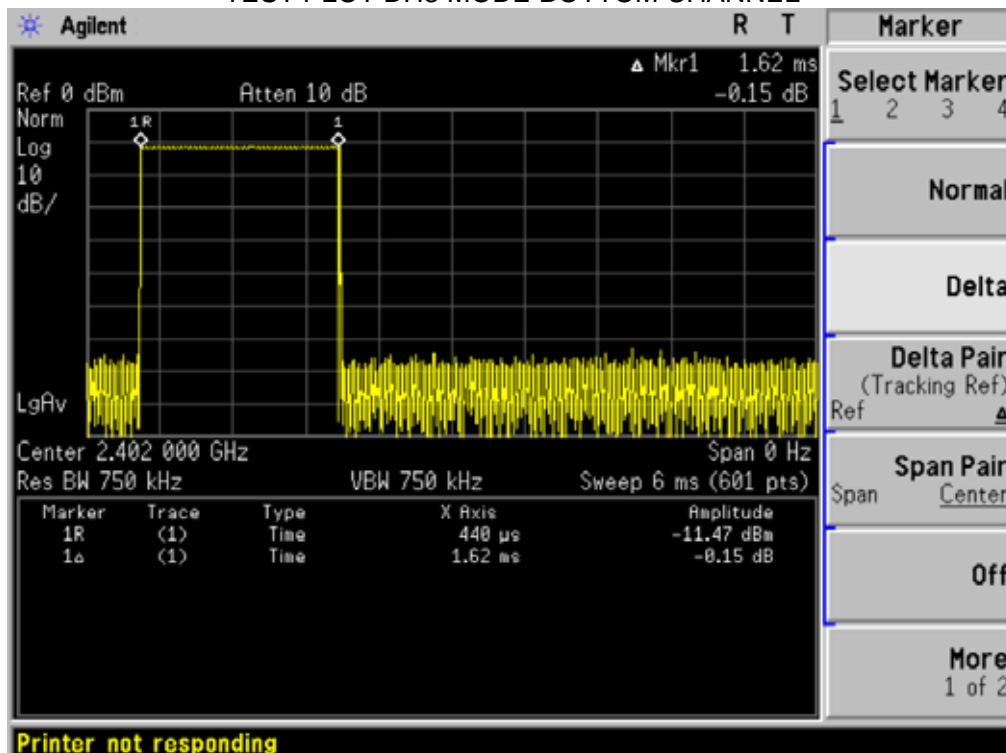 Agilent R T
Δ Mkr1 1.62 ms
Ref 0 dBm Atten 10 dB -0.15 dB
Norm
Log
10
dB/
1R 1
LgAv
Center 2.402 000 GHz Span 0 Hz
Res BW 750 kHz VBW 750 kHz Sweep 6 ms (601 pts)
Marker Trace Type X Axis Amplitude
1R (1) Time 440 µs -11.47 dBm
1Δ (1) Time 1.62 ms -0.15 dB
Printer not responding
Marker
Select Marker
1 2 3 4
Normal
Delta
Delta Pair
(Tracking Ref)
Ref Δ
Span Pair
Span Center
Off
More
1 of 2